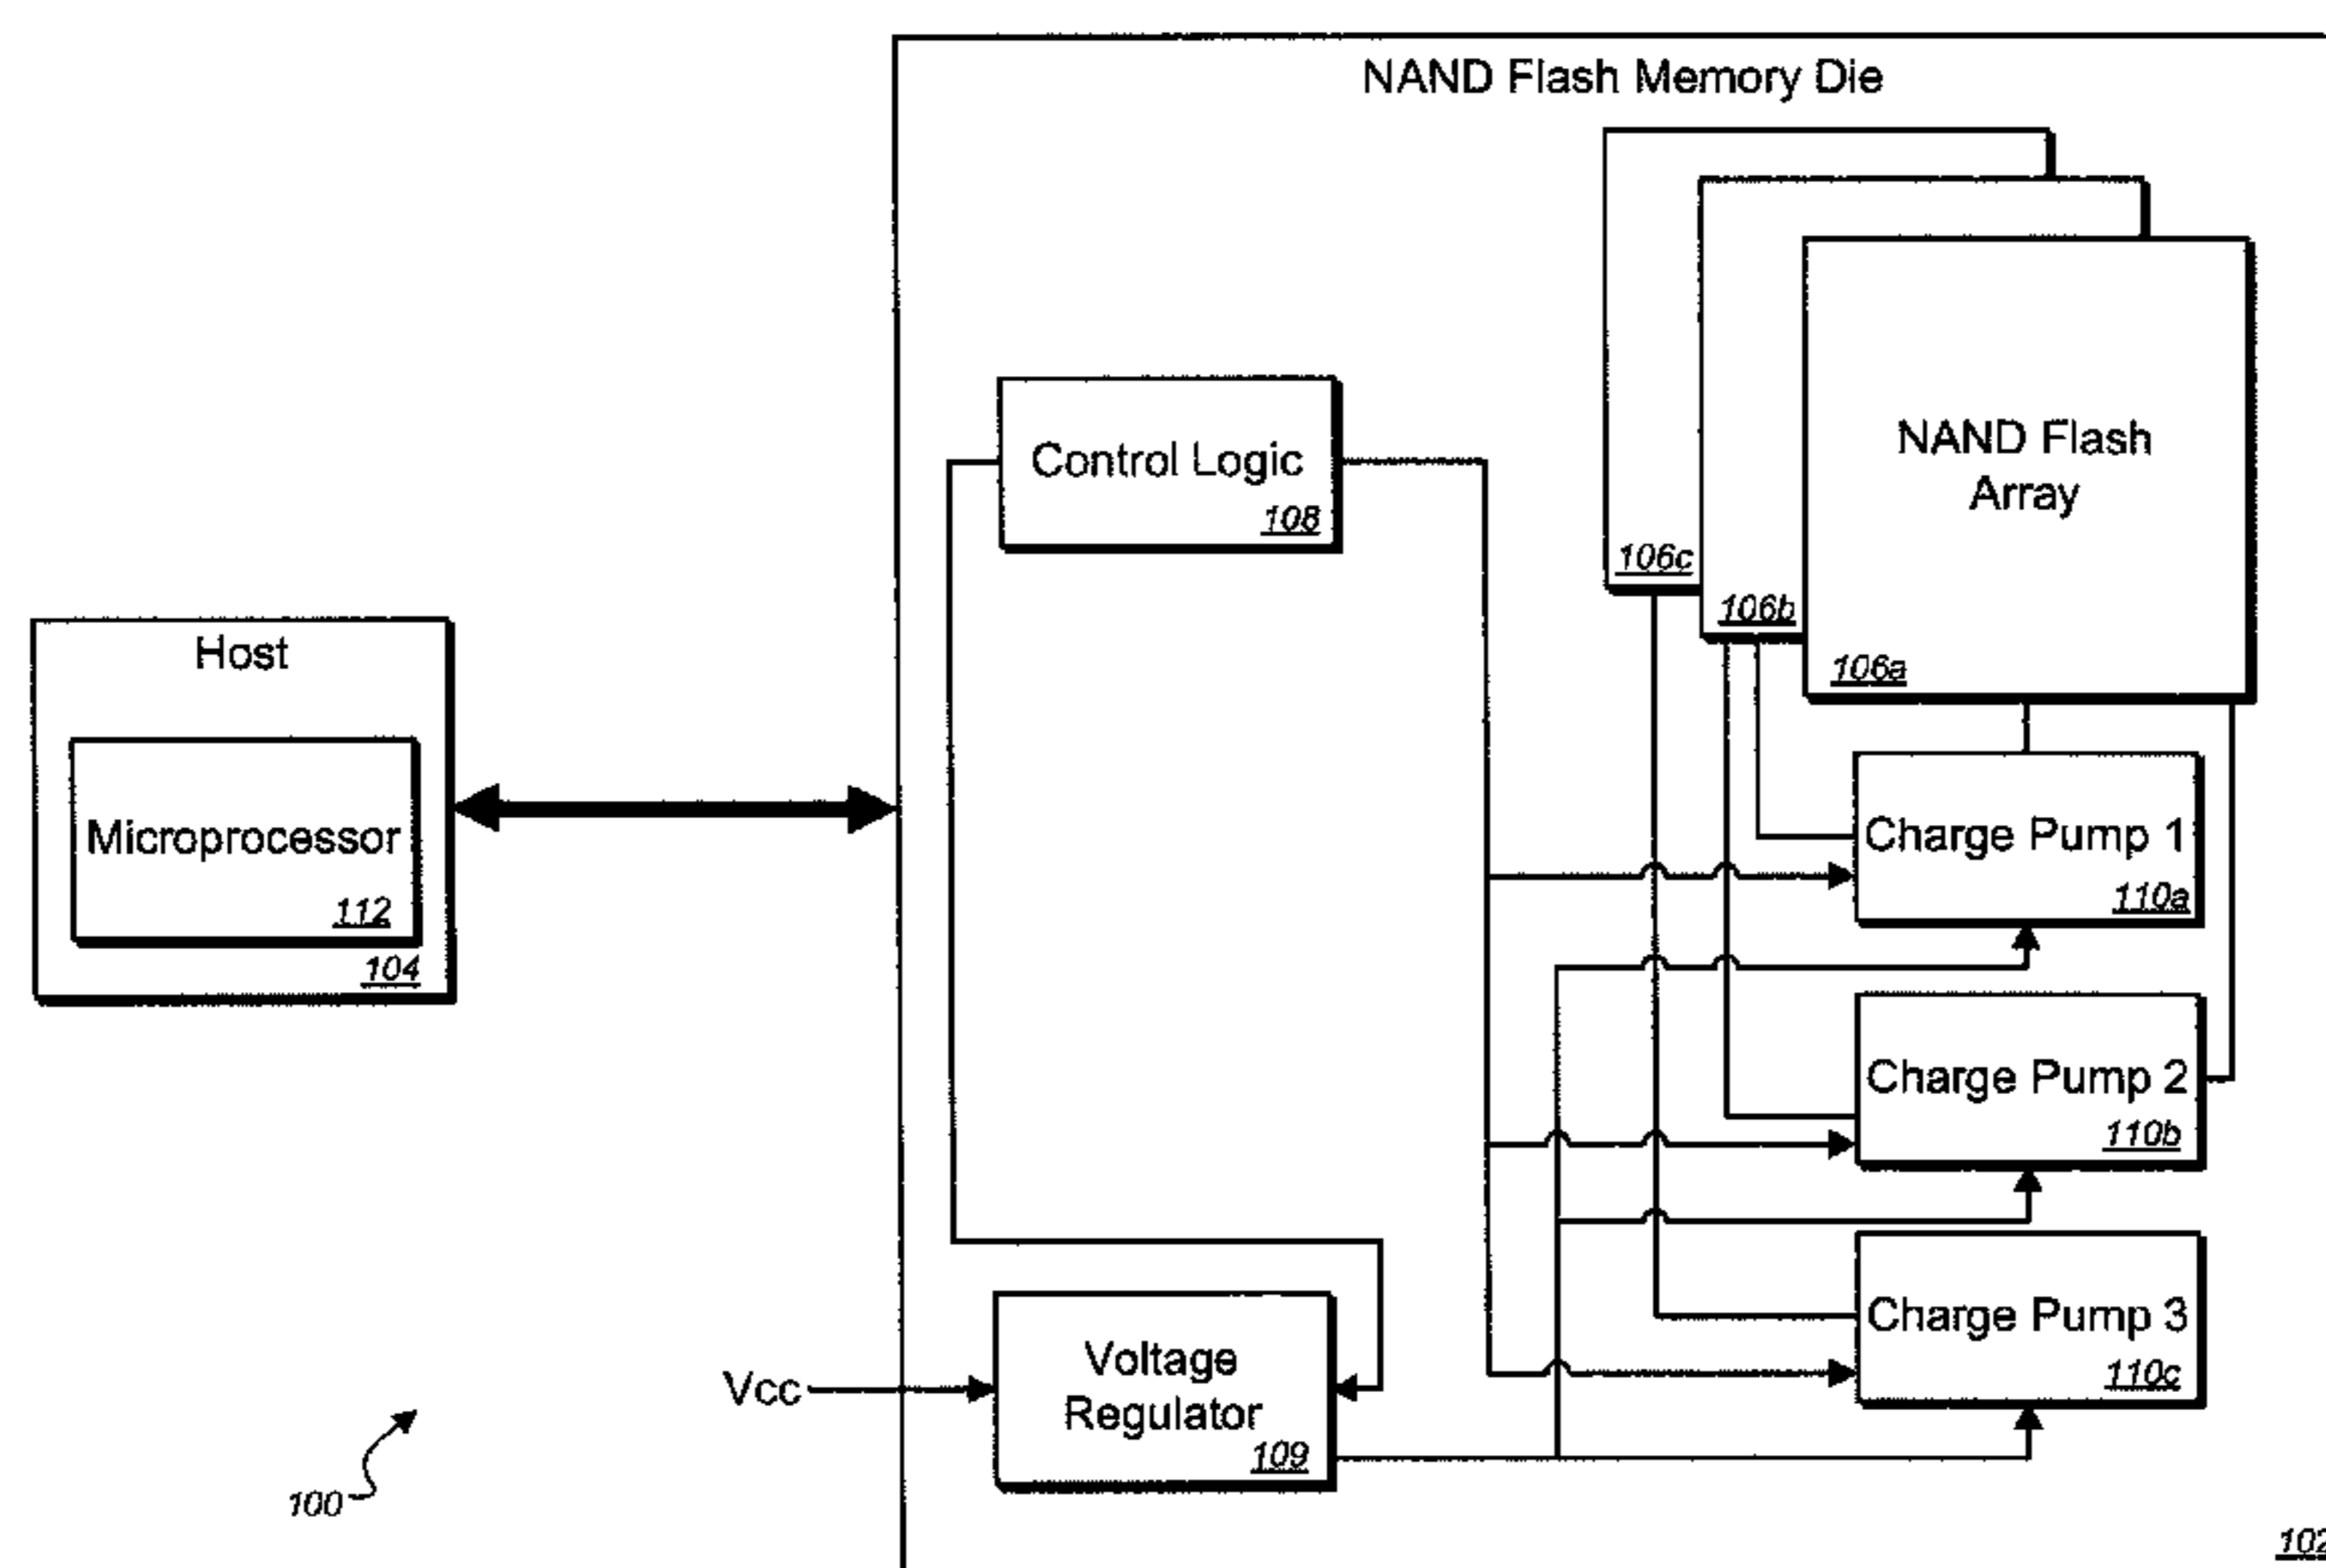 NAND Flash Memory Die
NAND Flash
Array
106c
106b
106a
Control Logic
108
Host
Microprocessor
112
104
Charge Pump 1
110a
Charge Pump 2
110b
Charge Pump 3
110c
Vcc
Voltage
Regulator
109
100
102